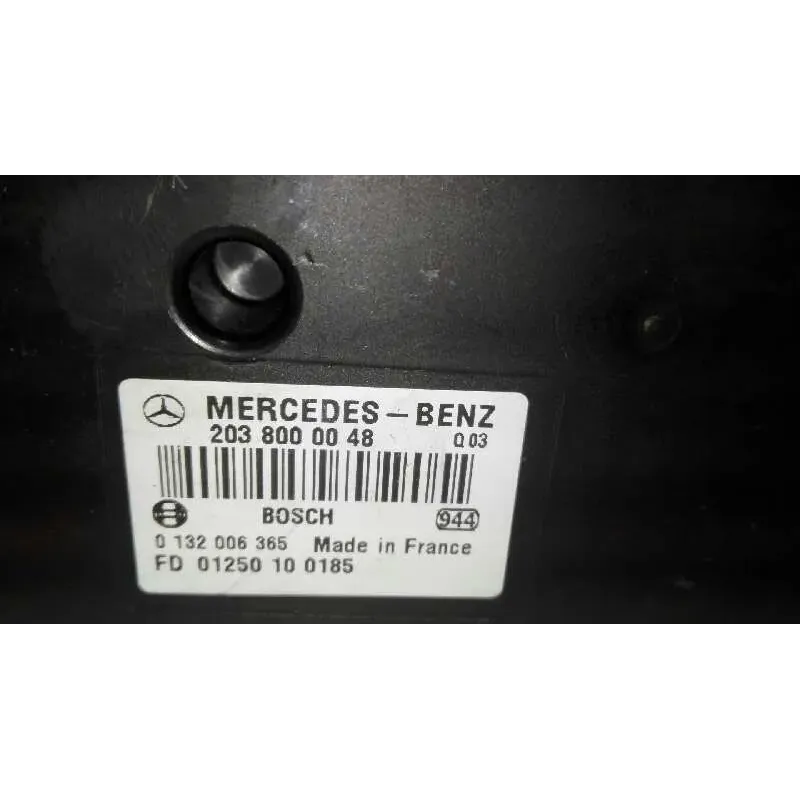 MERCEDES-BENZ
203 800 00 48 Q03
BOSCH 944
0 132 006 365 Made in France
FD 01250 10 0185